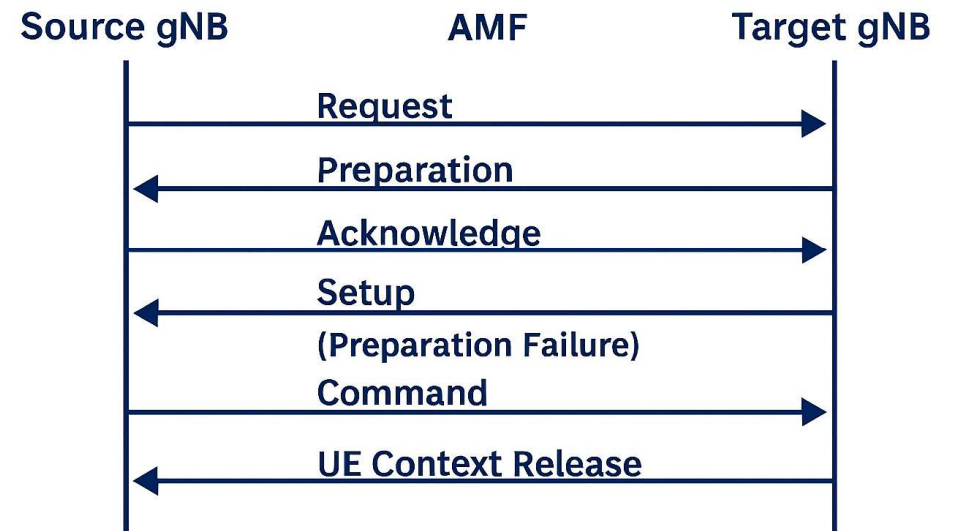 Source gNB AMF Target gNB
Request
Preparation
Acknowledge
Setup
(Preparation Failure)
Command
UE Context Release